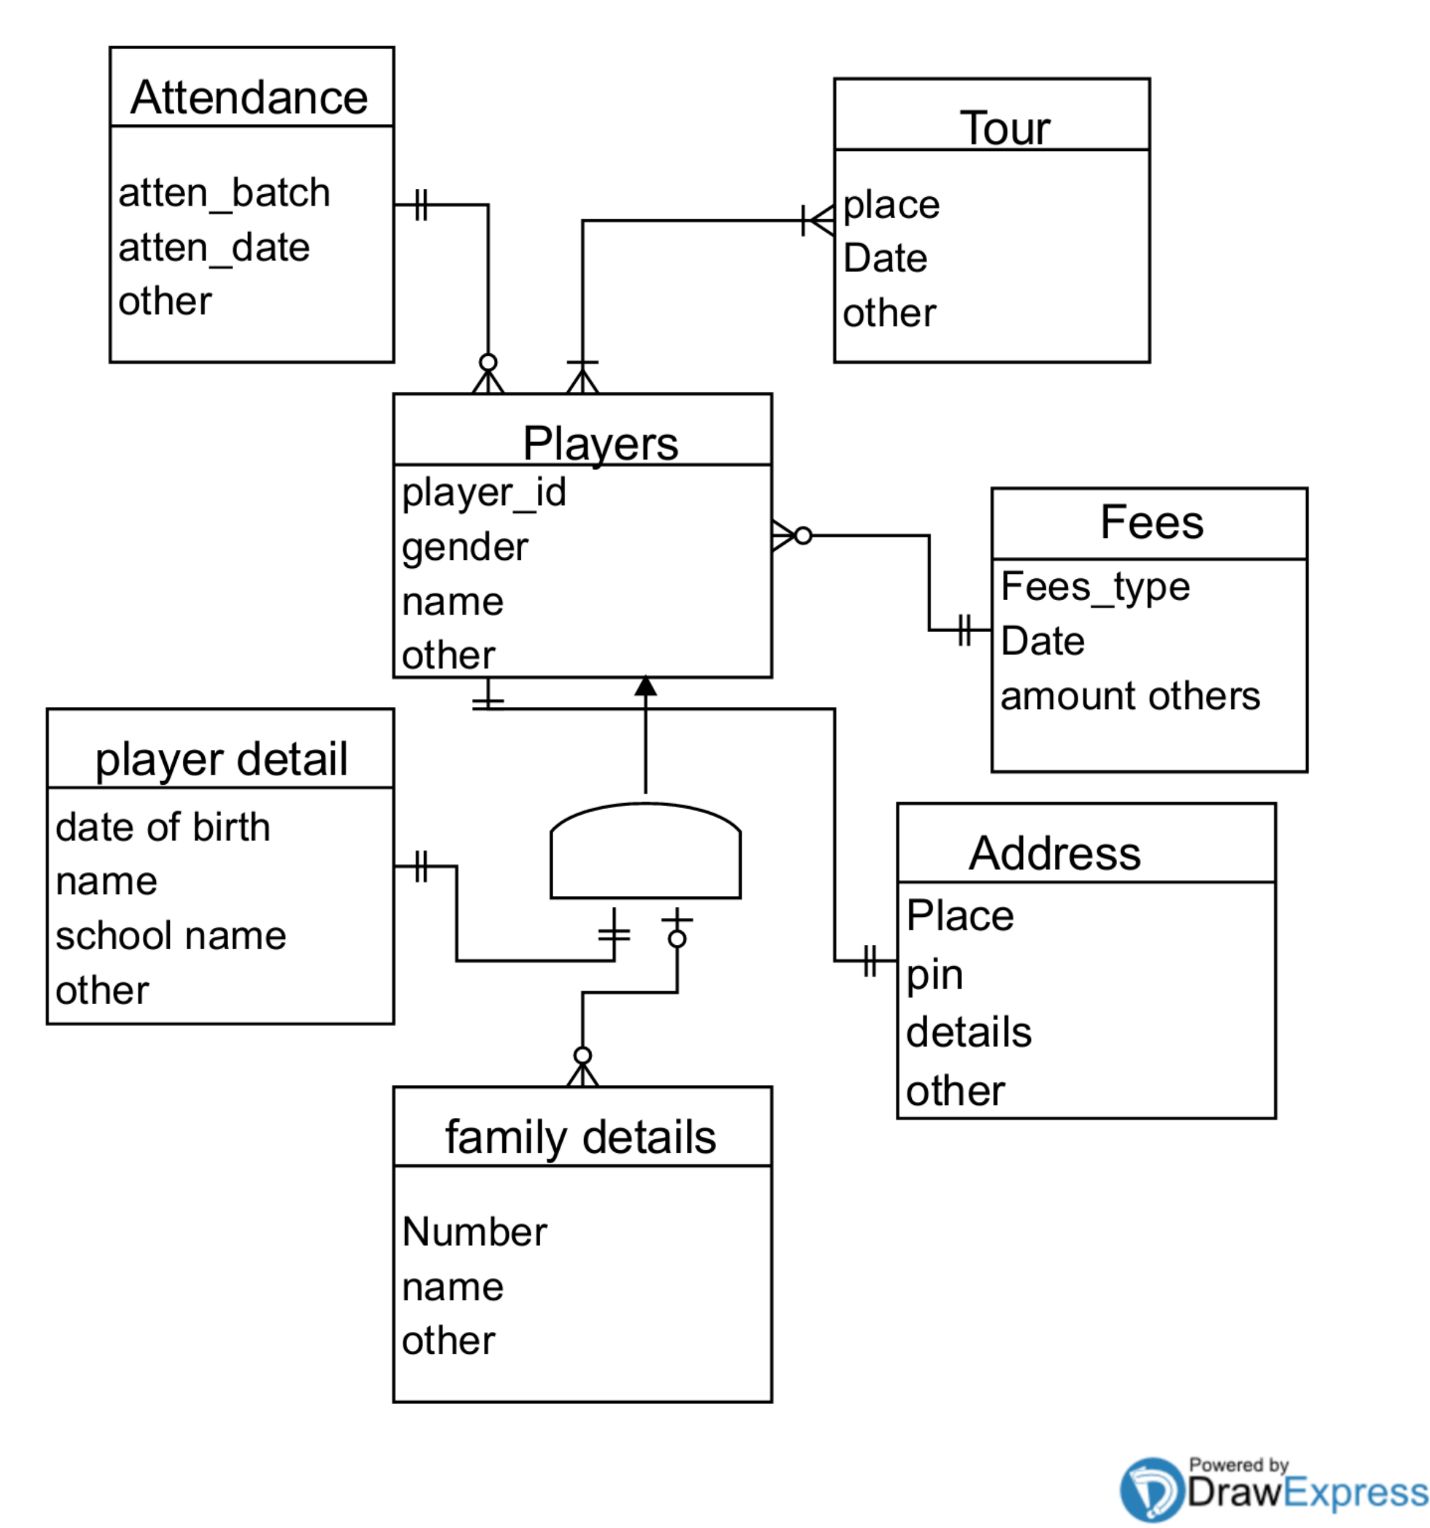 Attendance
atten_batch
atten_date
other
Tour
place
Date
other
Players
player_id
gender
name
other
Fees
Fees_type
Date
amount others
player detail
date of birth
name
school name
other
Address
Place
pin
details
other
family details
Number
name
other
Powered by
DrawExpress